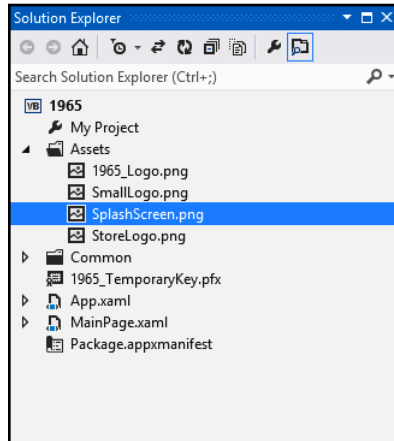 Solution Explorer
Search Solution Explorer (Ctrl+;)
VB 1965
My Project
Assets
1965_Logo.png
SmallLogo.png
SplashScreen.png
StoreLogo.png
Common
1965_TemporaryKey.pfx
App.xaml
MainPage.xaml
Package.appxmanifest